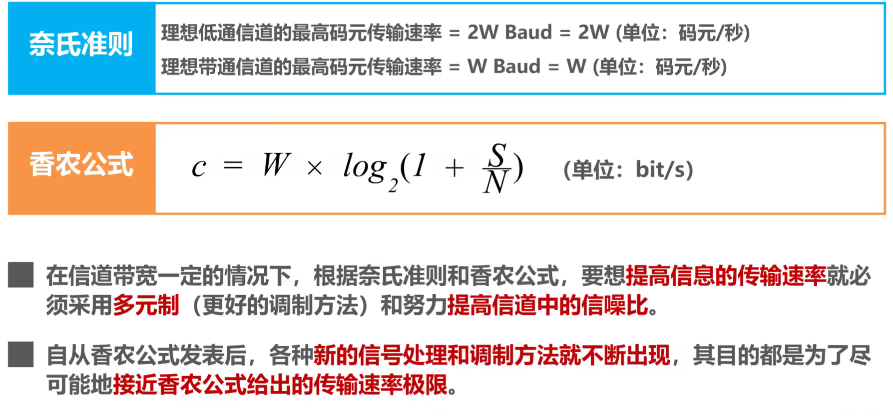 奈氏准则
理想低通信道的最高码元传输速率 = 2W Baud = 2W (单位：码元/秒)
理想带通信道的最高码元传输速率 = W Baud = W (单位：码元/秒)
香农公式
c = W × log₂(1 + S/N) （单位：bit/s）
在信道带宽一定的情况下，根据奈氏准则和香农公式，要想提高信息的传输速率就必
须采用多元制（更好的调制方法）和努力提高信道中的信噪比。
自从香农公式发表后，各种新的信号处理和调制方法就不断出现，其目的都是为了尽
可能地接近香农公式给出的传输速率极限。